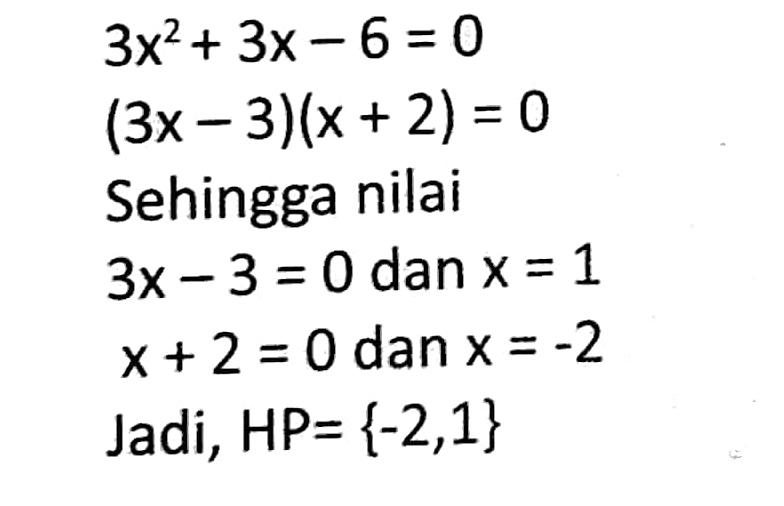 3x² + 3x – 6 = 0
(3x – 3)(x + 2) = 0
Sehingga nilai
3x – 3 = 0 dan x = 1
x + 2 = 0 dan x = -2
Jadi, HP= {-2,1}